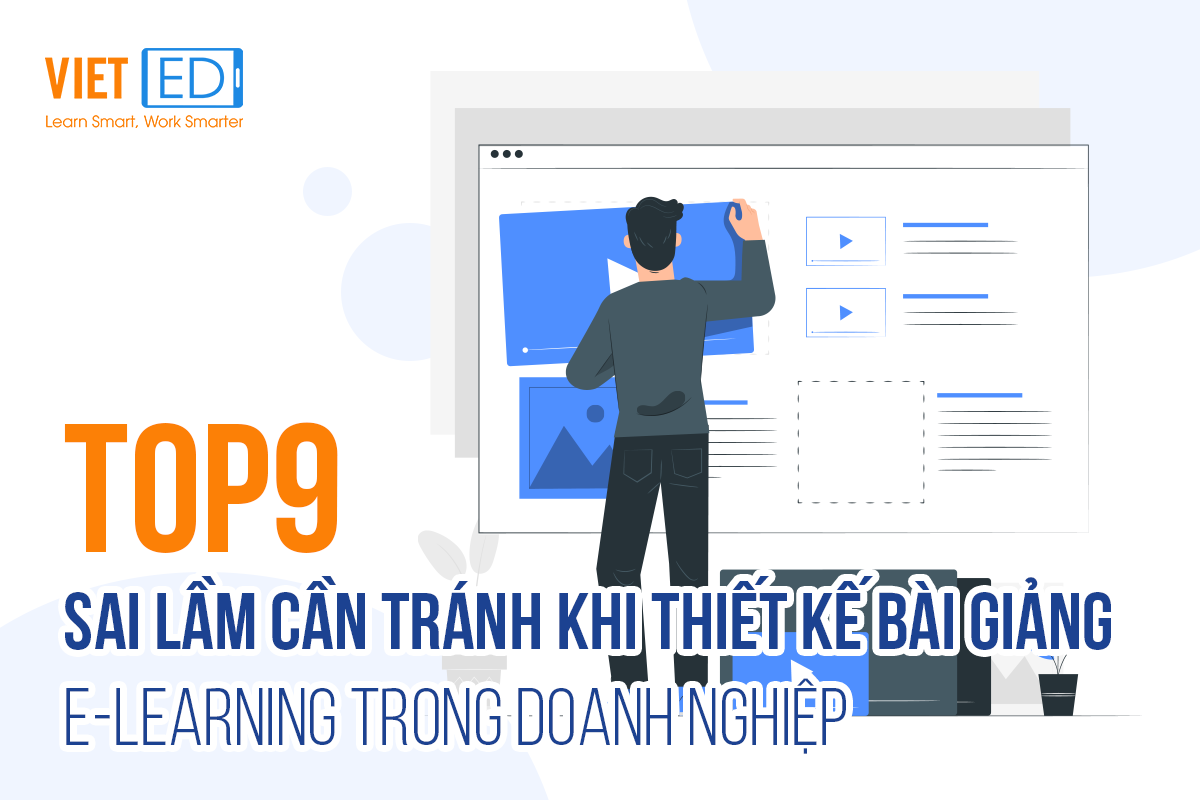 VIET ED
Learn Smart, Work Smarter
TOP9
SAI LẦM CẦN TRÁNH KHI THIẾT KẾ BÀI GIẢNG
E-LEARNING TRONG DOANH NGHIỆP